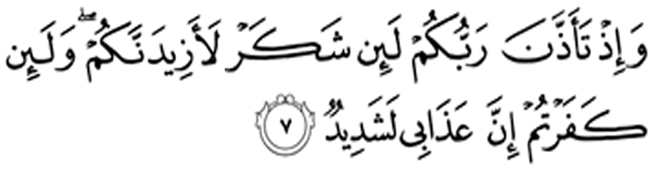 وَإِذْ تَأَذَّنَ رَبُّكُمْ لَئِن شَكَرْ لَأَزِيدَنَّكُمْ ۖ وَلَئِن
كَفَرْتُمْ إِنَّ عَذَابِى لَشَدِيدٌ ٧